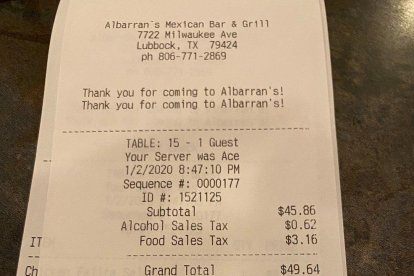 Albarran's Mexican Bar & Grill
7722 Milwaukee Ave
Lubbock, TX 79424
ph 806-771-2869
Thank you for coming to Albarran's!
Thank you for coming to Albarran's!
TABLE: 15 - 1 Guest
Your Server was Ace
1/2/2020 8:47:10 PM
Sequence #: 0000177
ID #: 1521125
Subtotal $45.86
Alcohol Sales Tax $0.62
Food Sales Tax $3.16
ITEM
Grand Total $49.64
Ch